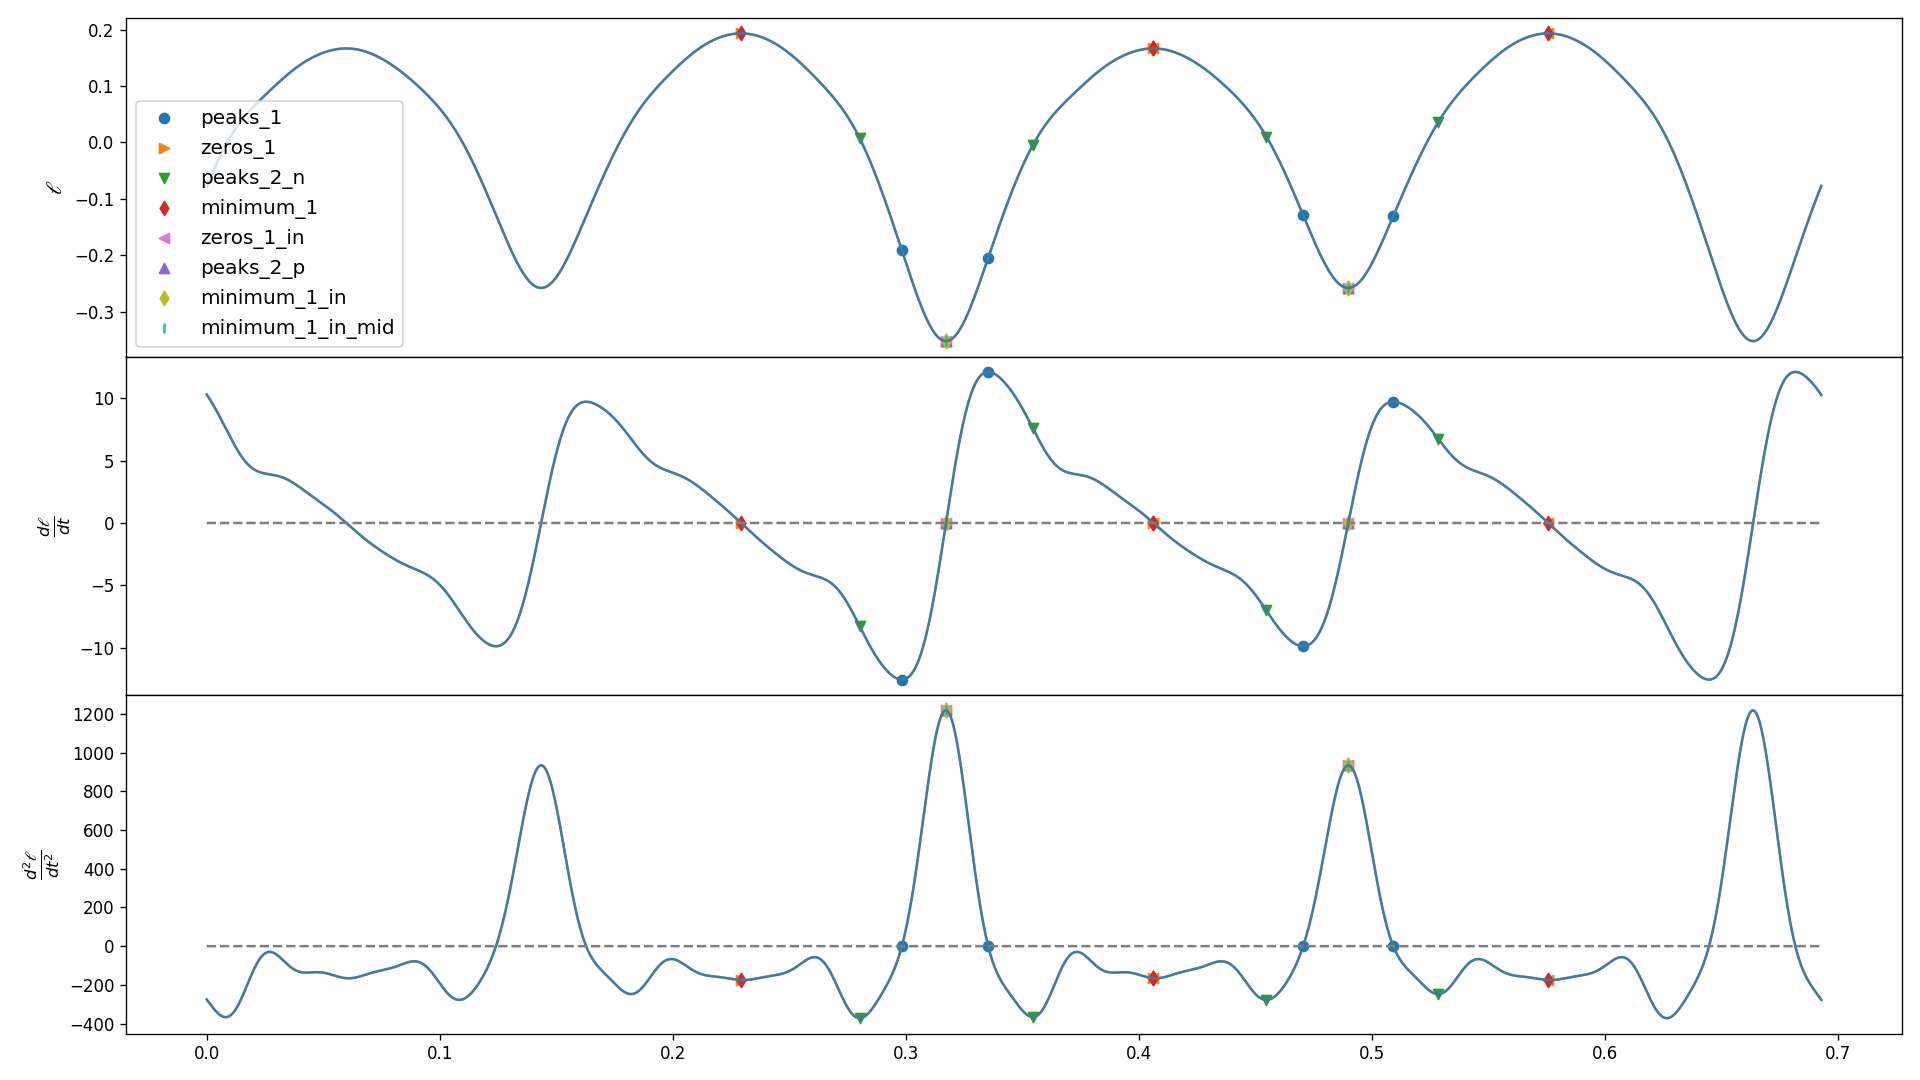 0.2
0.1
0.0
−0.1
−0.2
−0.3
ℓ
peaks_1
zeros_1
peaks_2_n
minimum_1
zeros_1_in
peaks_2_p
minimum_1_in
minimum_1_in_mid
10
5
0
−5
−10
dℓ
dt
1200
1000
800
600
400
200
0
−200
−400
d²ℓ
dt²
0.0 0.1 0.2 0.3 0.4 0.5 0.6 0.7